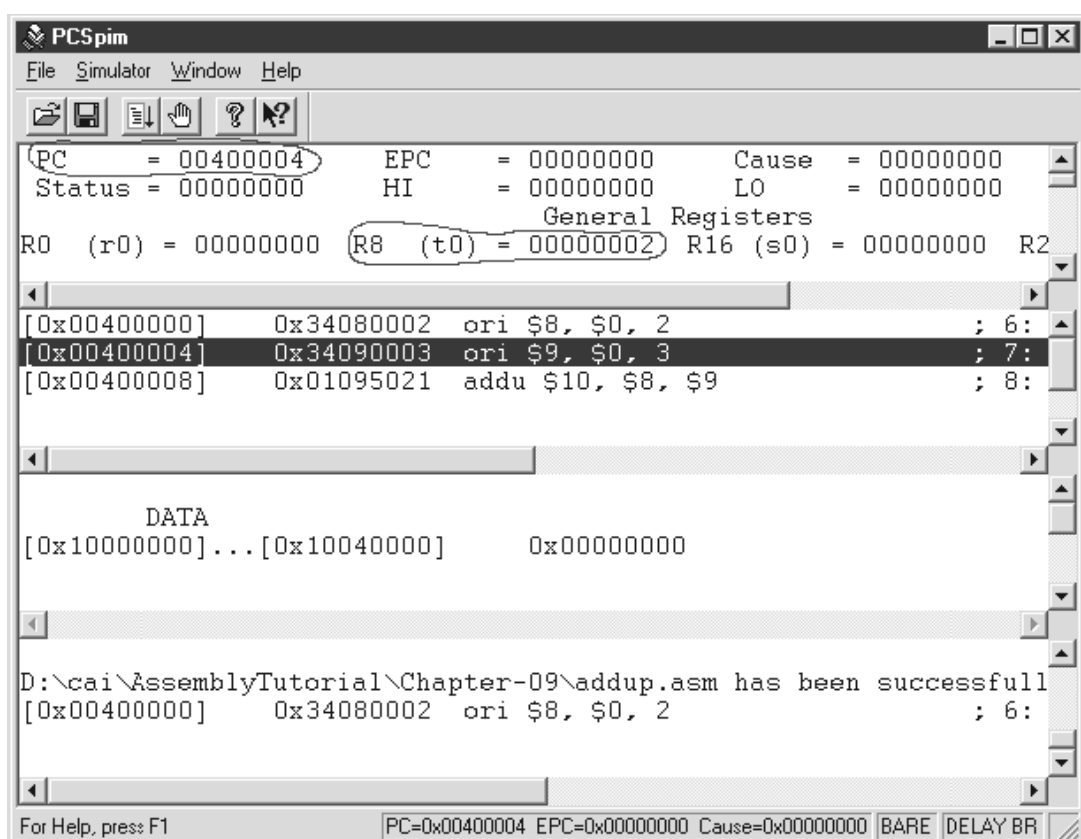 PCSpim
File Simulator Window Help
PC = 00400004 EPC = 00000000 Cause = 00000000
Status = 00000000 HI = 00000000 LO = 00000000
General Registers
R0 (r0) = 00000000 R8 (t0) = 00000002 R16 (s0) = 00000000 R2
[0x00400000] 0x34080002 ori $8, $0, 2 ; 6:
[0x00400004] 0x34090003 ori $9, $0, 3 ; 7:
[0x00400008] 0x01095021 addu $10, $8, $9 ; 8:
DATA
[0x10000000]...[0x10040000] 0x00000000
D:\cai\AssemblyTutorial\Chapter-09\addup.asm has been successfull
[0x00400000] 0x34080002 ori $8, $0, 2 ; 6:
For Help, press F1 PC=0x00400004 EPC=0x00000000 Cause=0x00000000 BARE DELAY BR